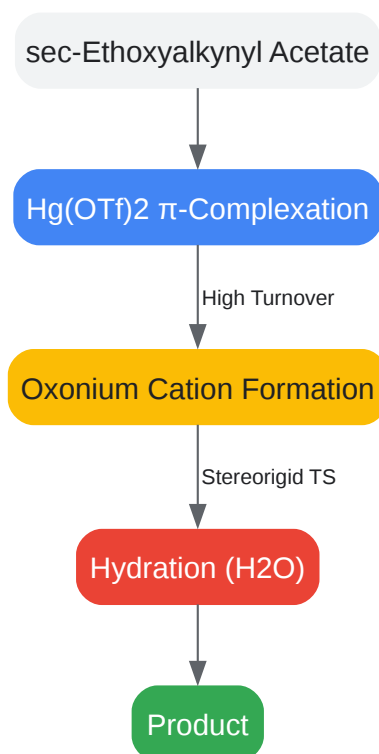 sec-Ethoxyalkynyl Acetate
Hg(OTf)2 π-Complexation
High Turnover
Oxonium Cation Formation
Stereorigid TS
Hydration (H2O)
Product